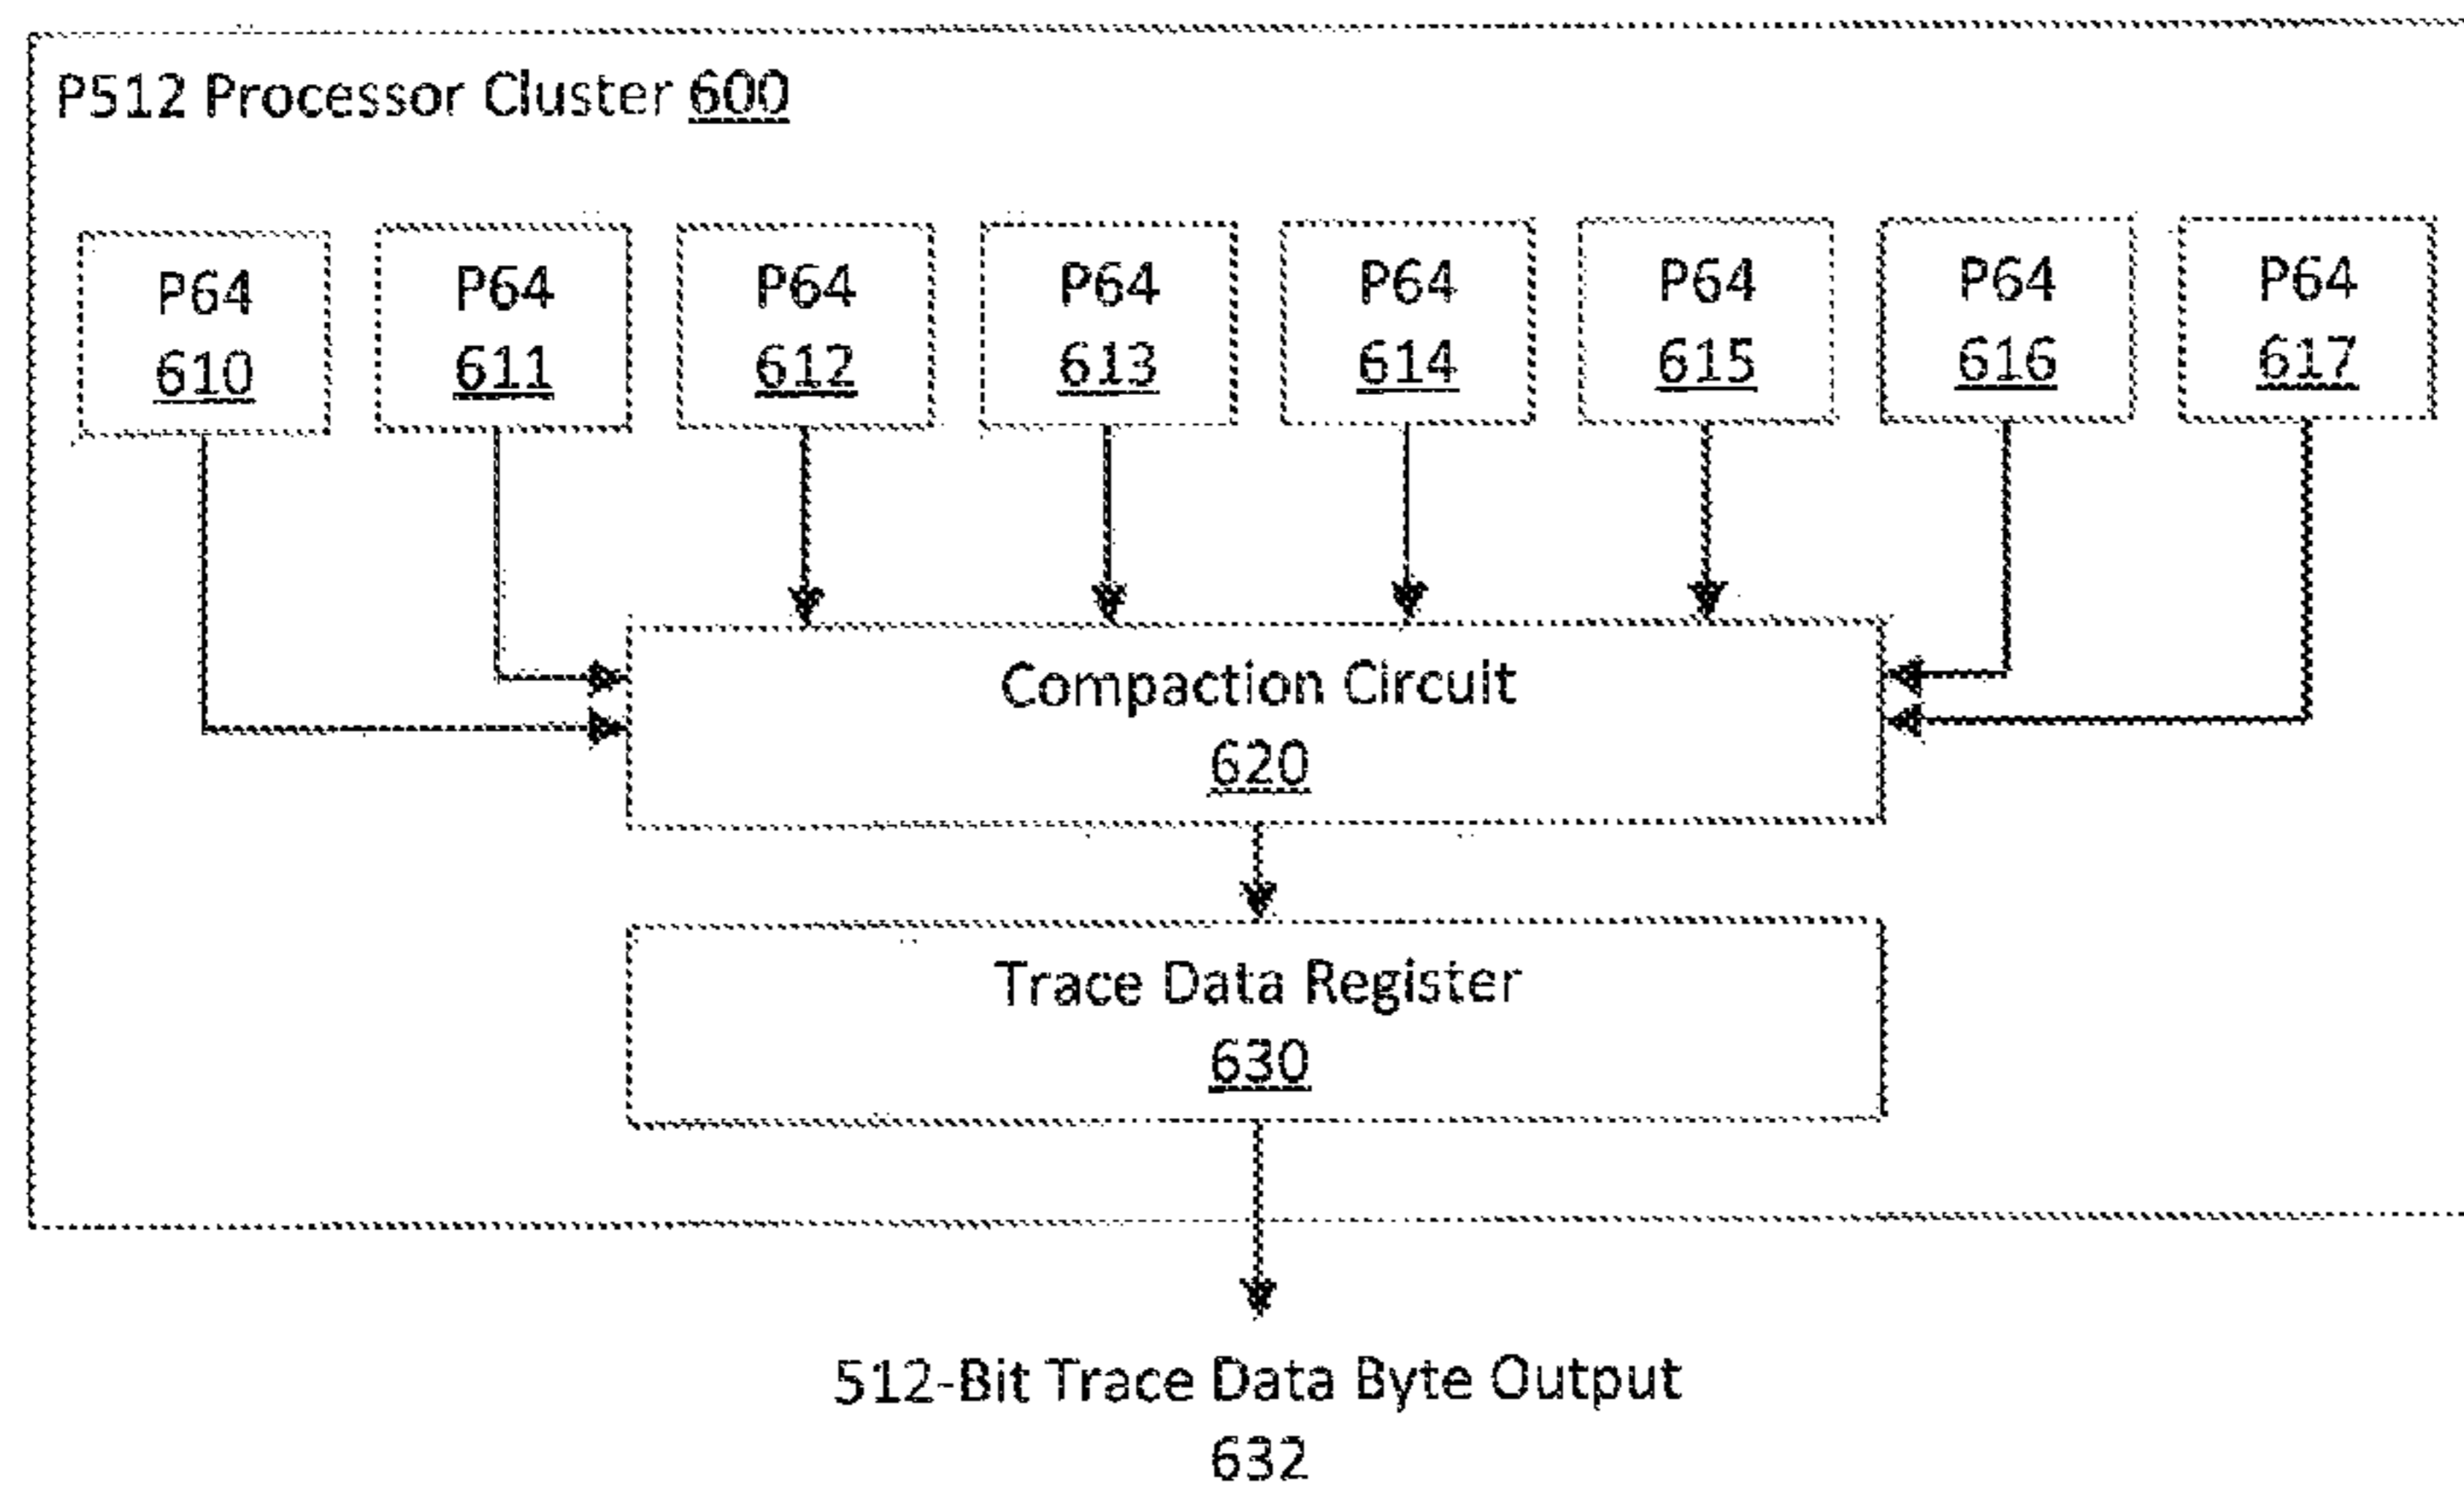 P512 Processor Cluster 600
P64 P64 P64 P64 P64 P64 P64 P64
610 611 612 613 614 615 616 617
Compaction Circuit
620
Trace Data Register
630
512-Bit Trace Data Byte Output
632